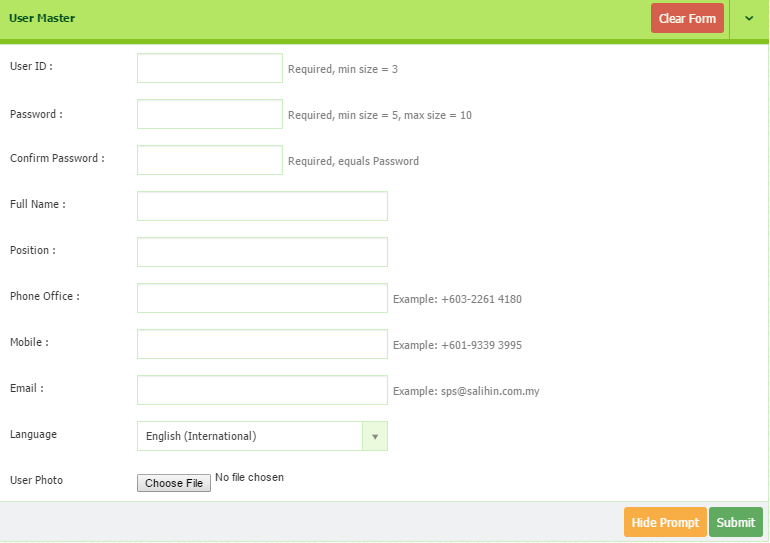 User Master Clear Form
User ID : Required, min size = 3
Password : Required, min size = 5, max size = 10
Confirm Password : Required, equals Password
Full Name :
Position :
Phone Office : Example: +603-2261 4180
Mobile : Example: +601-9339 3995
Email : Example: sps@salihin.com.my
Language English (International)
User Photo Choose File No file chosen
Hide Prompt Submit